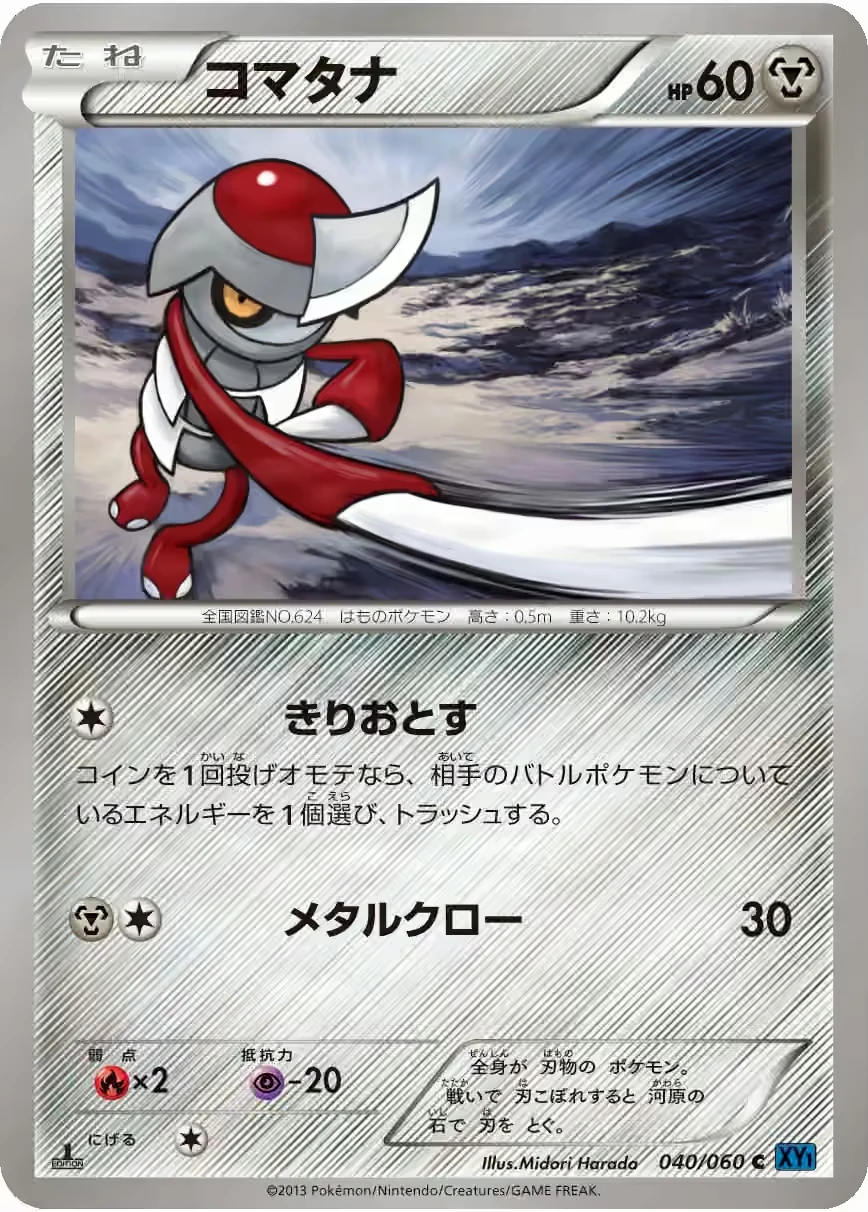 たね コマタナ HP60
全国図鑑NO.624 はものポケモン 高さ:0.5m 重さ:10.2kg
きりおとす
コインを1回投げオモテなら、相手のバトルポケモンについて
いるエネルギーを1個選び、トラッシュする。
メタルクロー 30
弱点 抵抗力
×2 -20
にげる
全身が 刃物の ポケモン。
戦いで 刃こぼれすると 河原の
石で 刃を とぐ。
1 EDITION
Illus.Midori Harada 040/060 C XY1
©2013 Pokémon/Nintendo/Creatures/GAME FREAK.